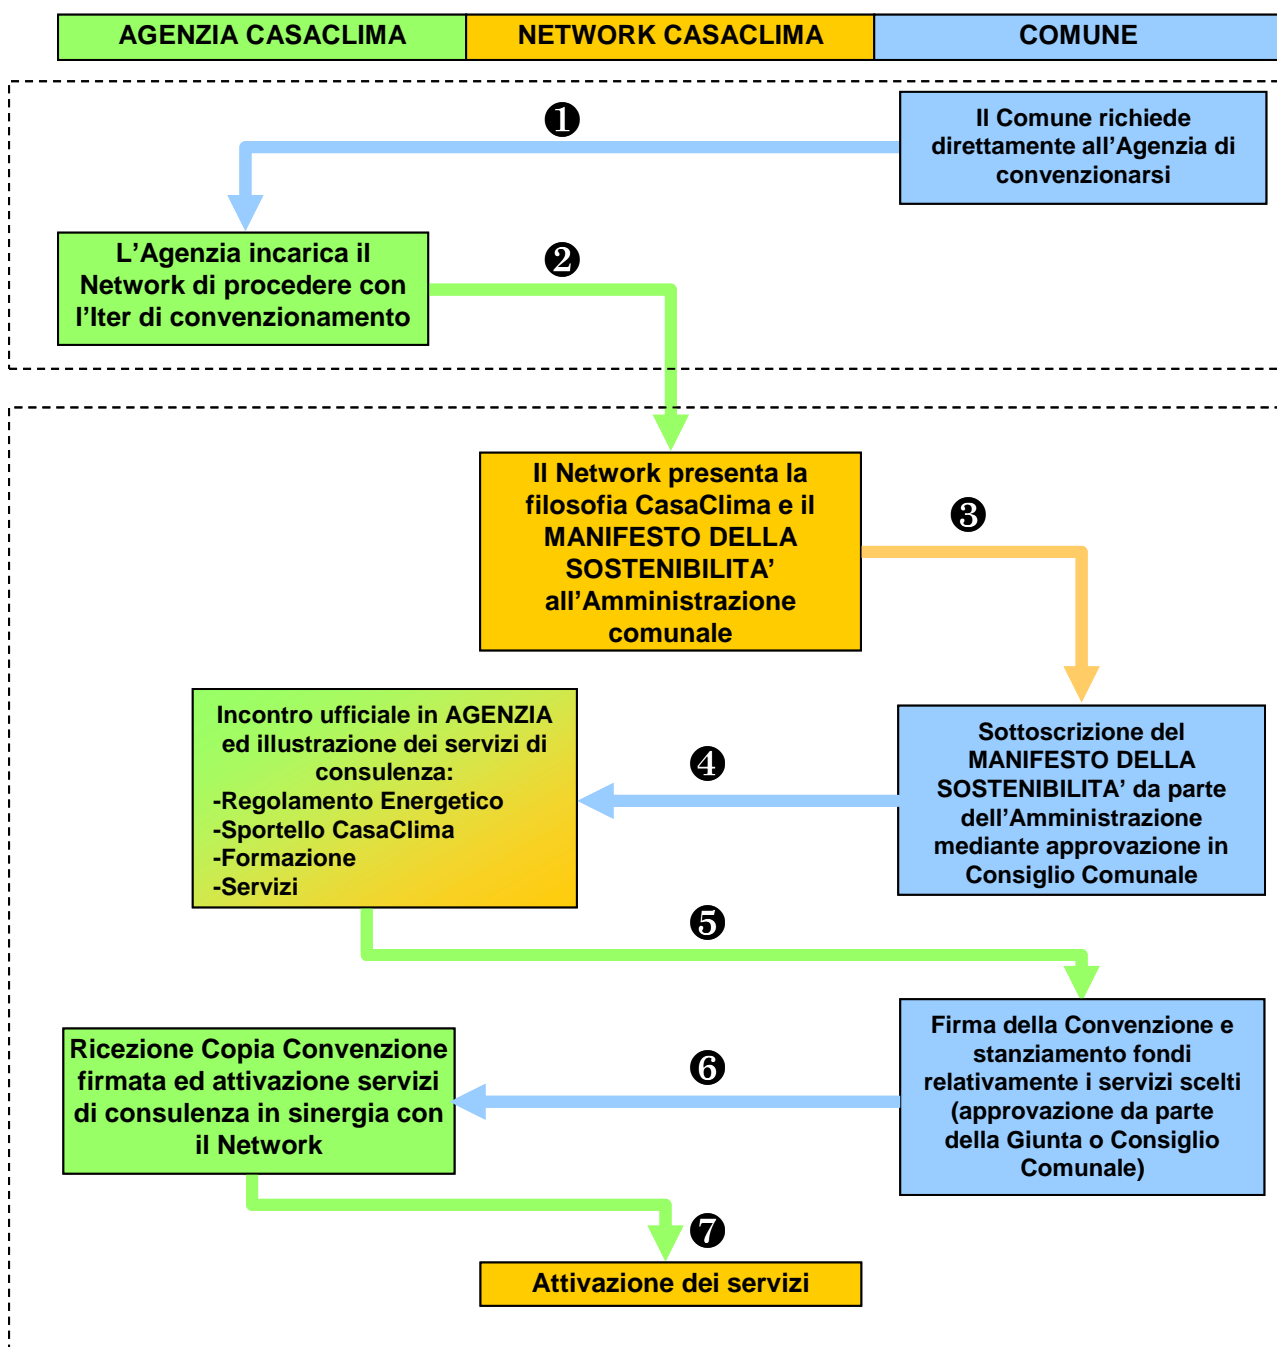 AGENZIA CASACLIMA
NETWORK CASACLIMA
COMUNE
❶
Il Comune richiede
direttamente all’Agenzia di
convenzionarsi
L’Agenzia incarica il
Network di procedere con
l’Iter di convenzionamento
❷
Il Network presenta la
filosofia CasaClima e il
MANIFESTO DELLA
SOSTENIBILITA’
all’Amministrazione
comunale
❸
Incontro ufficiale in AGENZIA
ed illustrazione dei servizi di
consulenza:
-Regolamento Energetico
-Sportello CasaClima
-Formazione
-Servizi
❹
Sottoscrizione del
MANIFESTO DELLA
SOSTENIBILITA’ da parte
dell’Amministrazione
mediante approvazione in
Consiglio Comunale
❺
Firma della Convenzione e
stanziamento fondi
relativamente i servizi scelti
(approvazione da parte
della Giunta o Consiglio
Comunale)
❻
Ricezione Copia Convenzione
firmata ed attivazione servizi
di consulenza in sinergia con
il Network
❼
Attivazione dei servizi